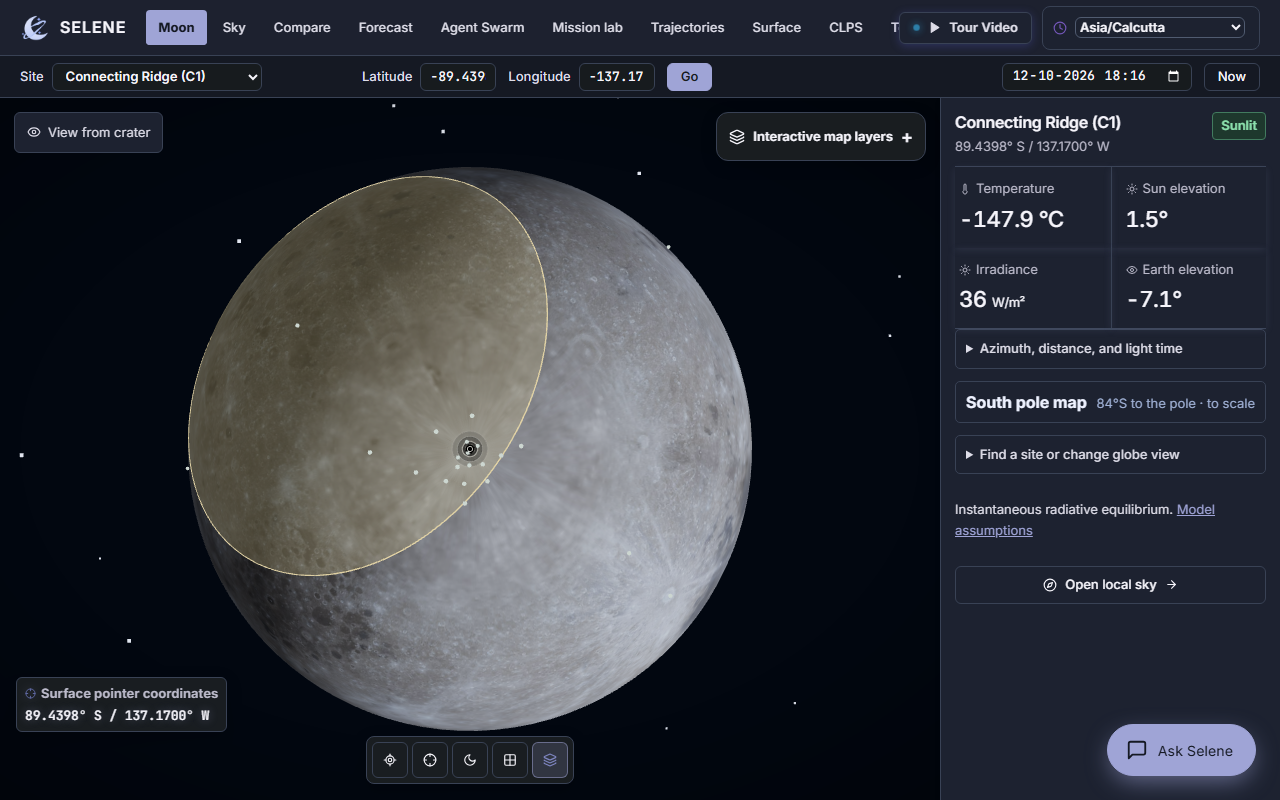 SELENE
Moon
Sky
Compare
Forecast
Agent Swarm
Mission lab
Trajectories
Surface
CLPS
Tour Video
Asia/Calcutta
Site
Connecting Ridge (C1)
Latitude
-89.439
Longitude
-137.17
Go
12-10-2026 18:16
Now
View from crater
Interactive map layers +
Connecting Ridge (C1)
Sunlit
89.4398° S / 137.1700° W
Temperature
-147.9 °C
Sun elevation
1.5°
Irradiance
36 W/m²
Earth elevation
-7.1°
Azimuth, distance, and light time
South pole map 84°S to the pole · to scale
Find a site or change globe view
Instantaneous radiative equilibrium. Model
assumptions
Open local sky →
Surface pointer coordinates
89.4398° S / 137.1700° W
Ask Selene